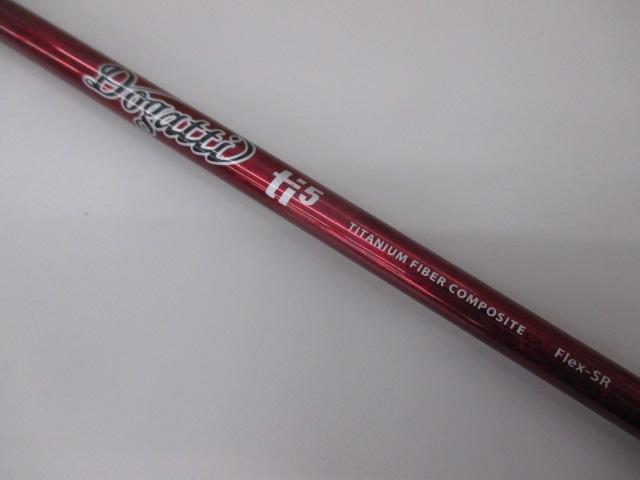 Dogatti ti5 TITANIUM FIBER COMPOSITE Flex-SR